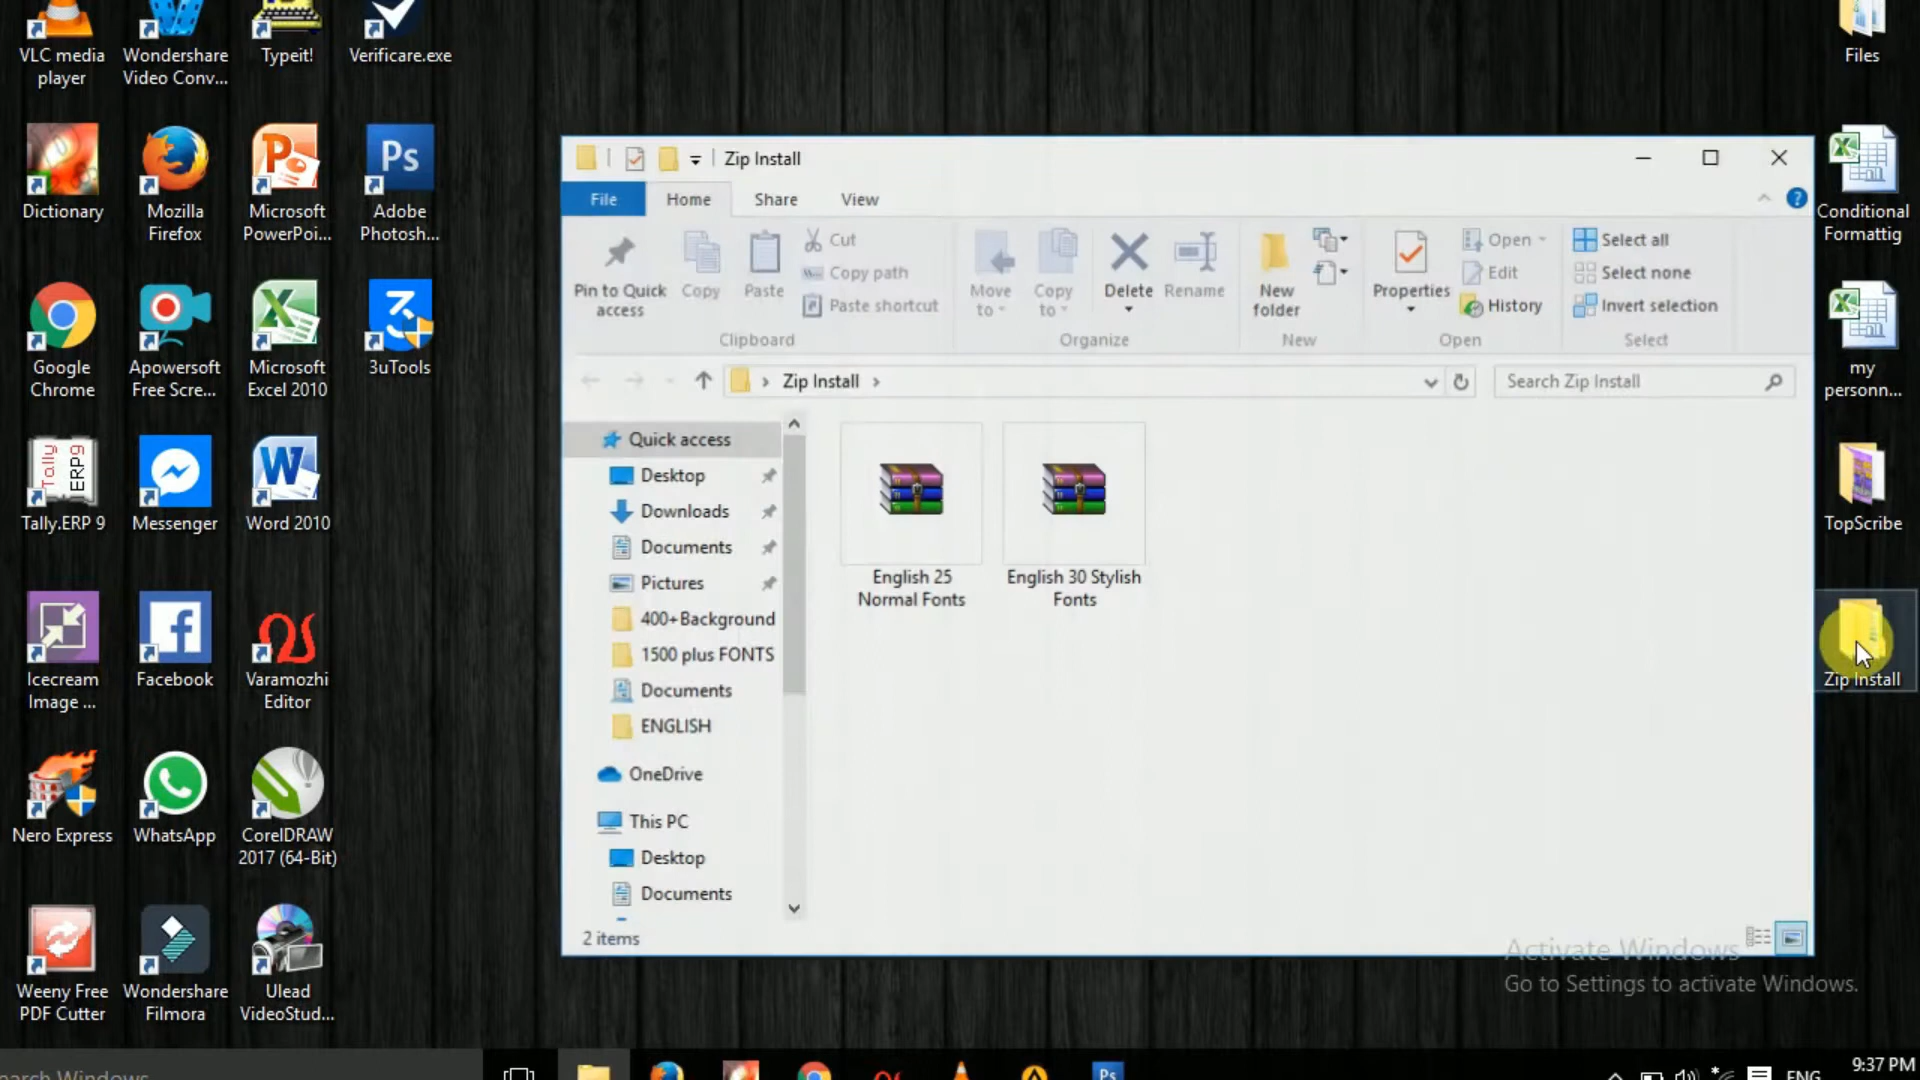 VLC media
player
Wondershare
Video Conv...
Typeit!
Verificare.exe
Files
Dictionary
Mozilla
Firefox
Microsoft
PowerPoi...
Ps
Adobe
Photosh...
Conditional
Formattig
Google
Chrome
Apowersoft
Free Scre...
Microsoft
Excel 2010
3uTools
my
personn...
Tally
ERP9
Tally.ERP 9
Messenger
Word 2010
TopScribe
Icecream
Image ...
Facebook
Varamozhi
Editor
Zip Install
Nero Express
WhatsApp
CorelDRAW
2017 (64-Bit)
Weeny Free
PDF Cutter
Wondershare
Filmora
Ulead
VideoStud...
Zip Install
File
Home
Share
View
Pin to Quick
access
Copy
Paste
Cut
Copy path
Paste shortcut
Clipboard
Move
to
Copy
to
Delete
Rename
Organize
New
folder
New
Properties
Open
Edit
History
Open
Select all
Select none
Invert selection
Select
Zip Install
Search Zip Install
Quick access
Desktop
Downloads
Documents
Pictures
400+Background
1500 plus FONTS
Documents
ENGLISH
OneDrive
This PC
Desktop
Documents
English 25
Normal Fonts
English 30 Stylish
Fonts
2 items
Activate Windows
Go to Settings to activate Windows.
Ps
ENG
9:37 PM